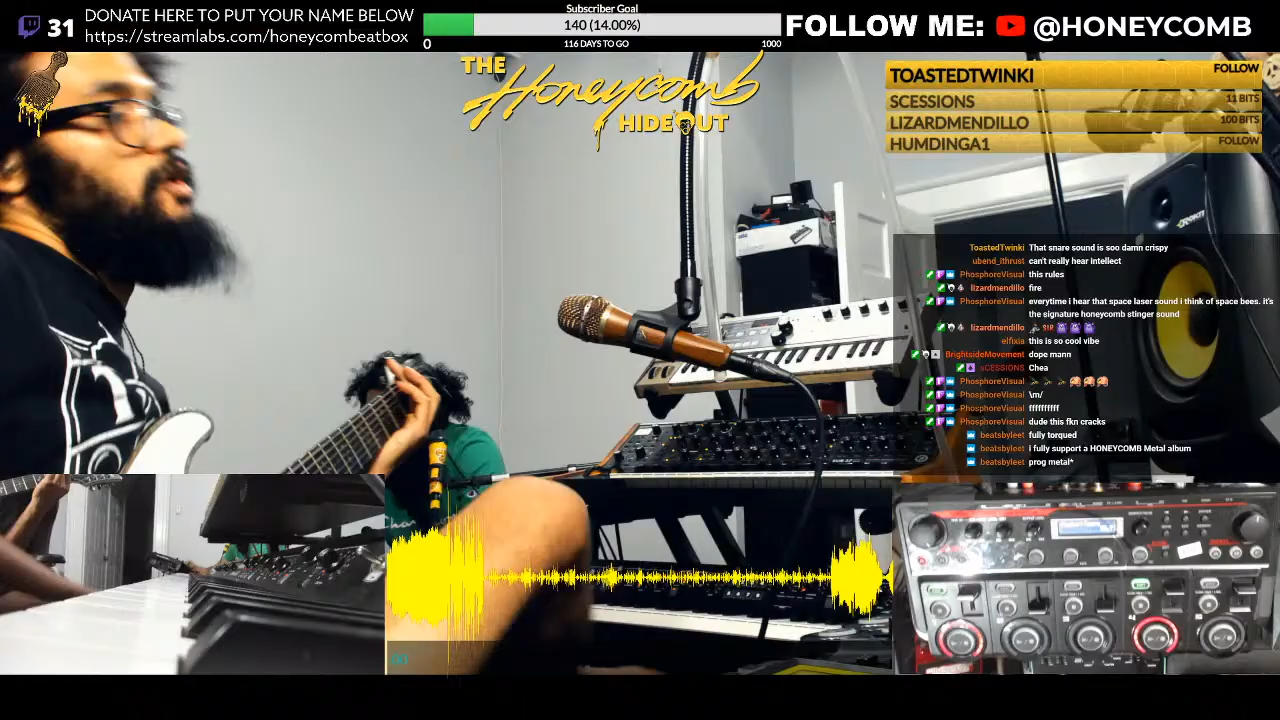 31
DONATE HERE TO PUT YOUR NAME BELOW
https://streamlabs.com/honeycombeatbox
Subscriber Goal
140 (14.00%)
0
116 DAYS TO GO
1000
FOLLOW ME: @HONEYCOMB
THE
Honeycomb
HIDEOUT
TOASTEDTWINKI FOLLOW
SCESSIONS 11 BITS
LIZARDMENDILLO 100 BITS
HUMDINGA1 FOLLOW
ROKIT
ToastedTwinki That snare sound is soo damn crispy
ubend_ithrust can't really hear Intellect
PhosphoreVisual this rules
lizardmendillo fire
PhosphoreVisual everytime i hear that space laser sound i think of space bees. it's
the signature honeycomb stinger sound
lizardmendillo SIR
elfixia this is so cool vibe
BrightsideMovement dope mann
sCESSIONS Chea
PhosphoreVisual
PhosphoreVisual \m/
PhosphoreVisual ffffffffff
PhosphoreVisual dude this fkn cracks
beatsbyleet fully torqued
beatsbyleet i fully support a HONEYCOMB Metal album
beatsbyleet prog metal*